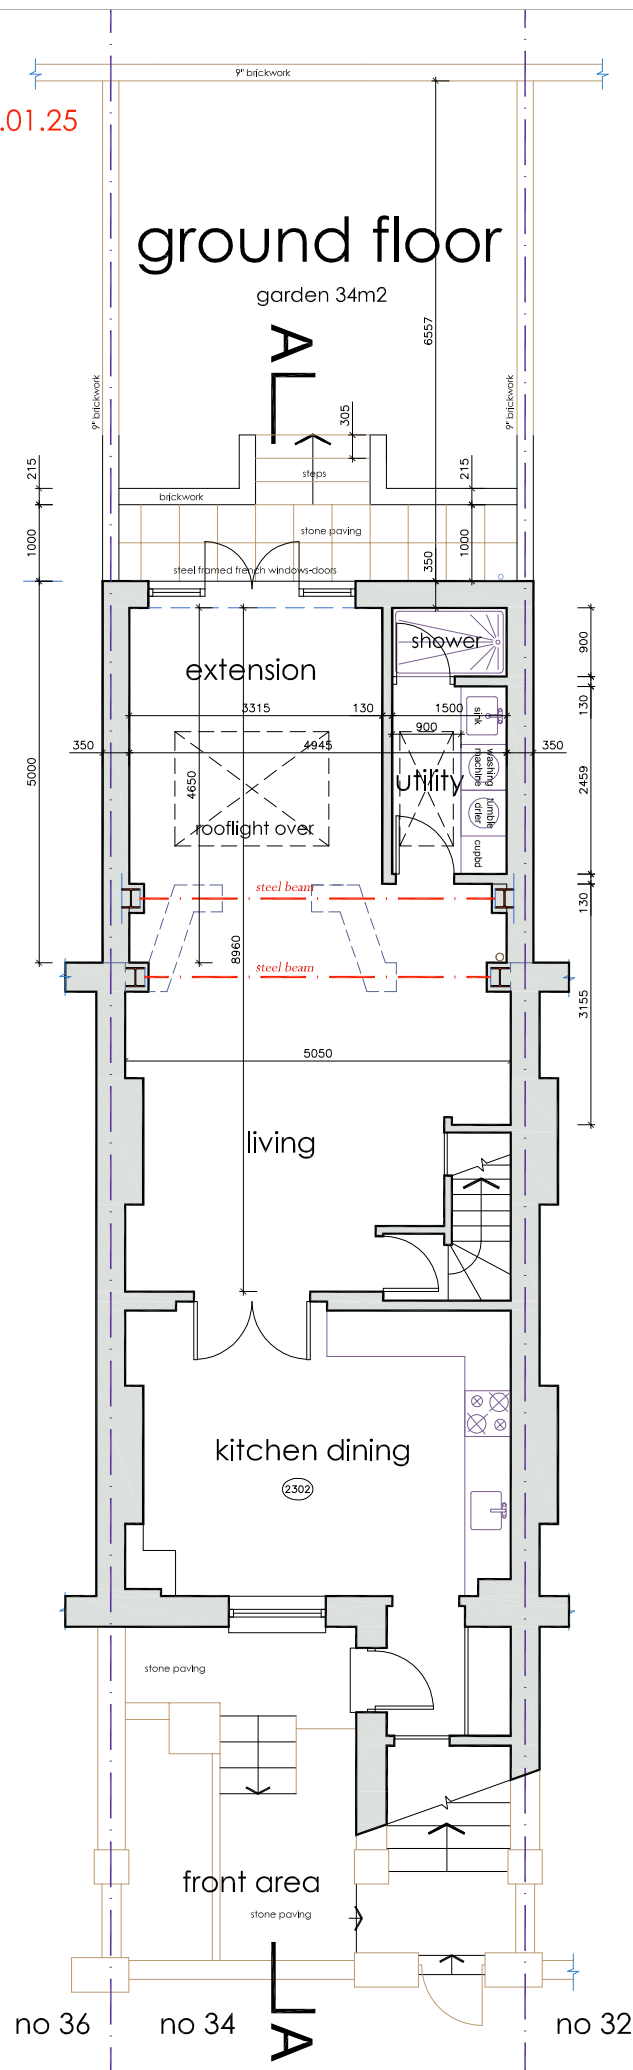 9" brickwork
.01.25
ground floor
garden 34m2
6557
A
9" brickwork
9" brickwork
305
215
215
steps
brickwork
1000
stone paving
1000
350
steel framed french windows-doors
shower
900
extension
3315
130
1500
sink
130
900
350
4945
350
5000
4650
utility
washing
machine
2459
rooflight over
tumble
drier
cupbd
steel beam
130
8960
steel beam
3155
5050
living
kitchen dining
2302
stone paving
front area
stone paving
A
no 36
no 34
no 32